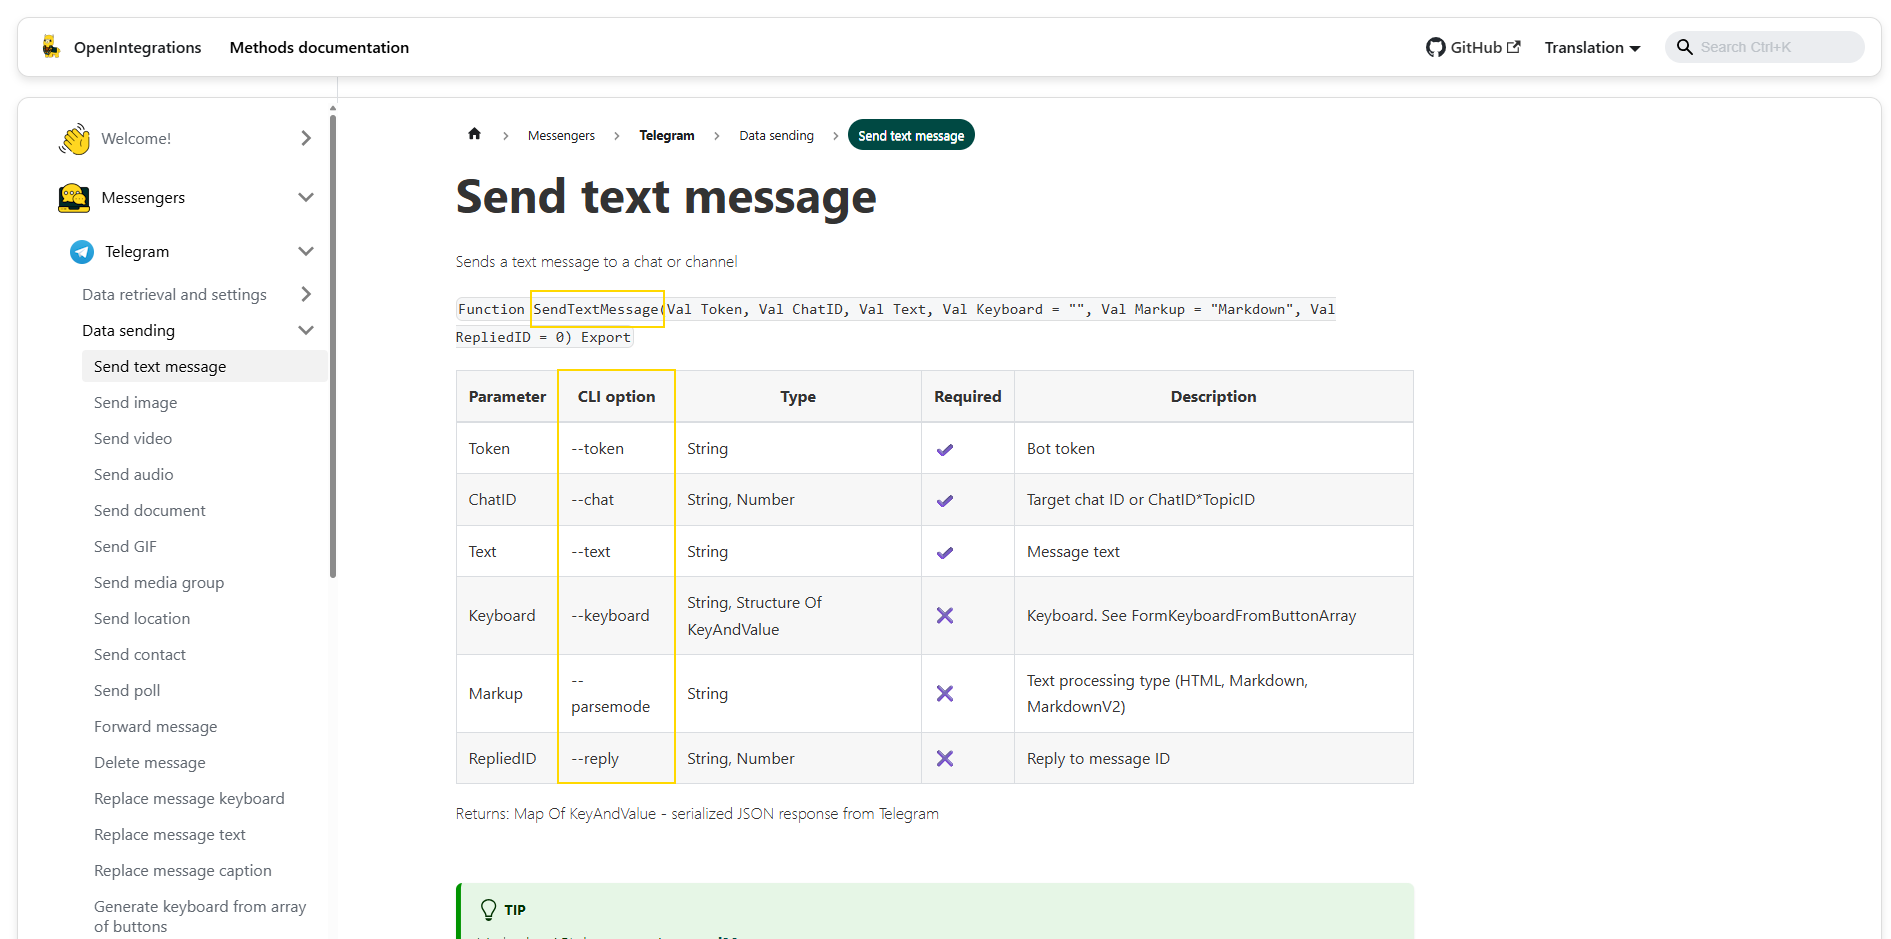 OpenIntegrations
Methods documentation
GitHub
Translation
Search Ctrl+K
Welcome!
Messengers
Telegram
Data retrieval and settings
Data sending
Send text message
Send image
Send video
Send audio
Send document
Send GIF
Send media group
Send location
Send contact
Send poll
Forward message
Delete message
Replace message keyboard
Replace message text
Replace message caption
Generate keyboard from array
of buttons
Messengers
Telegram
Data sending
Send text message
Send text message
Sends a text message to a chat or channel
Function SendTextMessage(Val Token, Val ChatID, Val Text, Val Keyboard = "", Val Markup = "Markdown", Val
RepliedID = 0) Export
Parameter CLI option Type Required Description
Token --token String Bot token
ChatID --chat String, Number Target chat ID or ChatID*TopicID
Text --text String Message text
Keyboard --keyboard String, Structure Of
KeyAndValue Keyboard. See FormKeyboardFromButtonArray
Markup --
parsemode String Text processing type (HTML, Markdown,
MarkdownV2)
RepliedID --reply String, Number Reply to message ID
Returns: Map Of KeyAndValue - serialized JSON response from Telegram
TIP